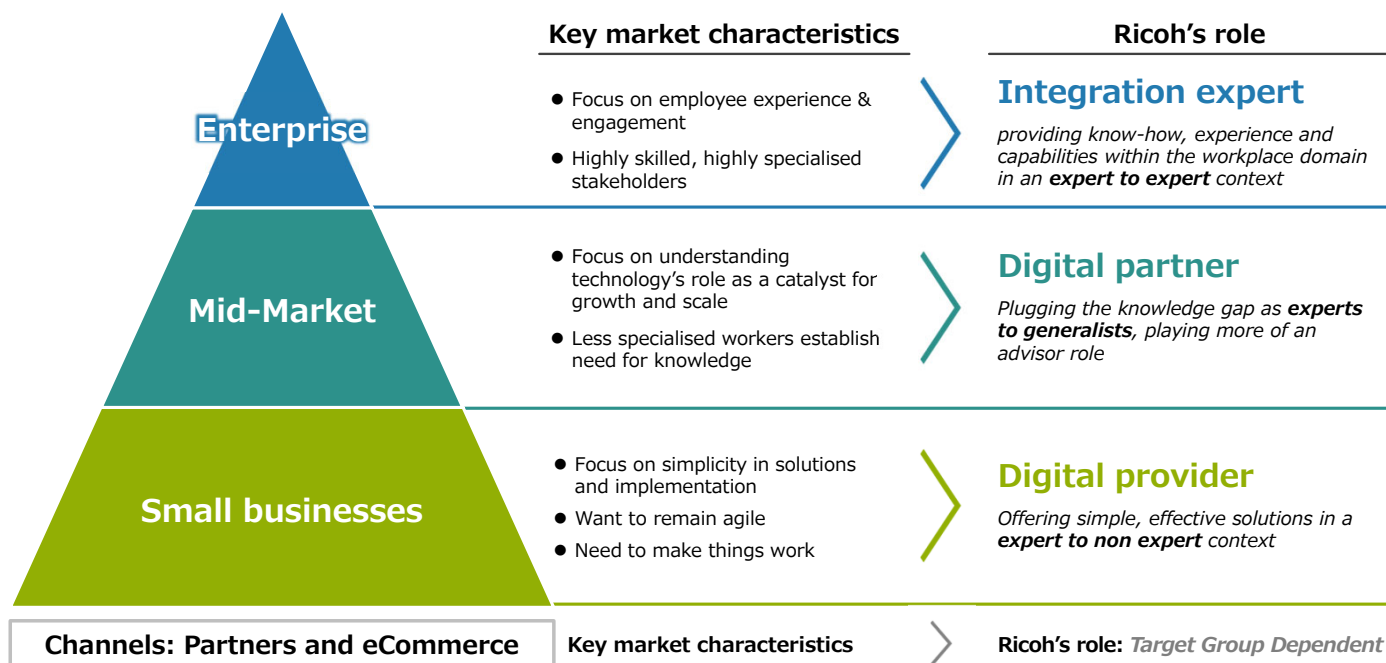 Key market characteristics
Ricoh's role
Enterprise
● Focus on employee experience &
engagement
● Highly skilled, highly specialised
stakeholders
Integration expert
providing know-how, experience and
capabilities within the workplace domain
in an expert to expert context
Mid-Market
● Focus on understanding
technology's role as a catalyst for
growth and scale
● Less specialised workers establish
need for knowledge
Digital partner
Plugging the knowledge gap as experts
to generalists, playing more of an
advisor role
Small businesses
● Focus on simplicity in solutions
and implementation
● Want to remain agile
● Need to make things work
Digital provider
Offering simple, effective solutions in a
expert to non expert context
Channels: Partners and eCommerce
Key market characteristics
Ricoh's role: Target Group Dependent